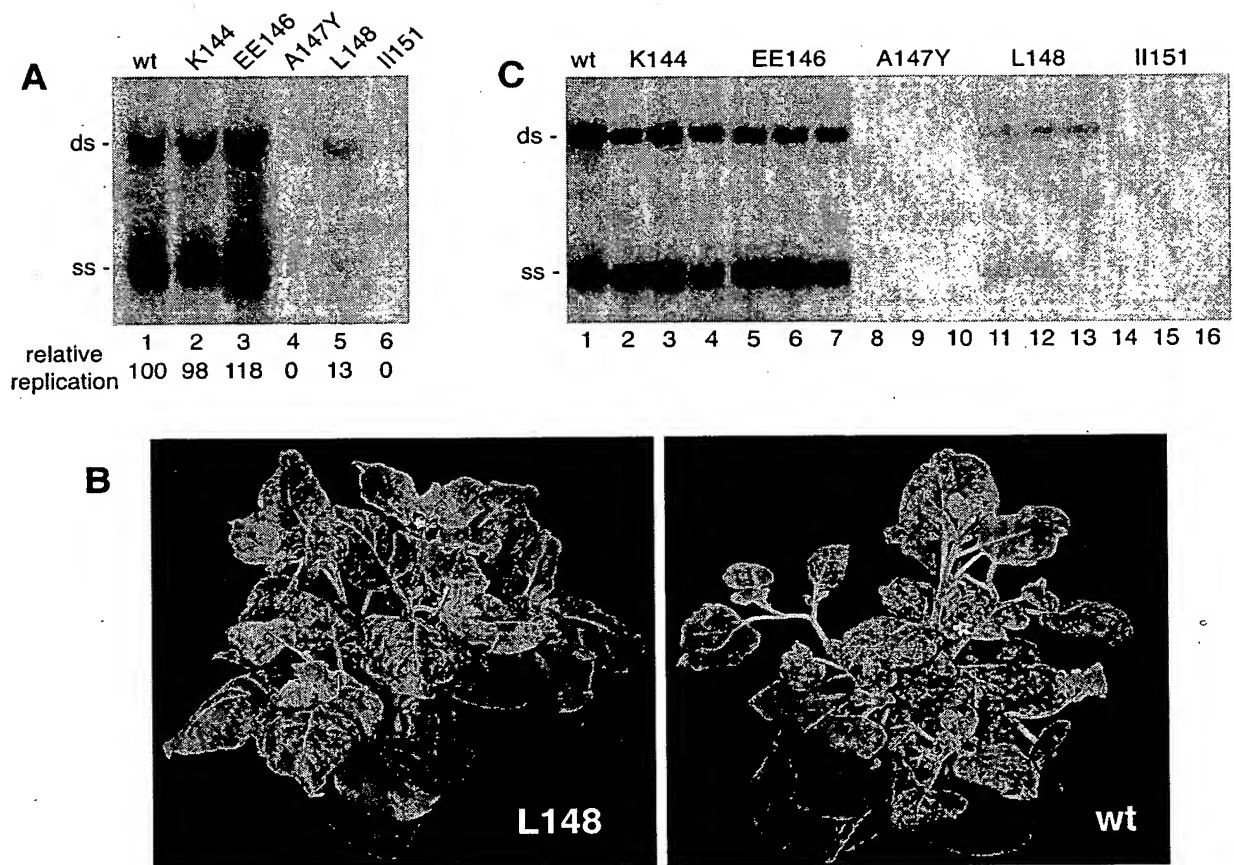 A
wt K144 EE146 A147Y L148 II151
ds -
ss -
1 2 3 4 5 6
relative replication 100 98 118 0 13 0
C
wt K144 EE146 A147Y L148 II151
ds -
ss -
1 2 3 4 5 6 7 8 9 10 11 12 13 14 15 16
B
L148
wt